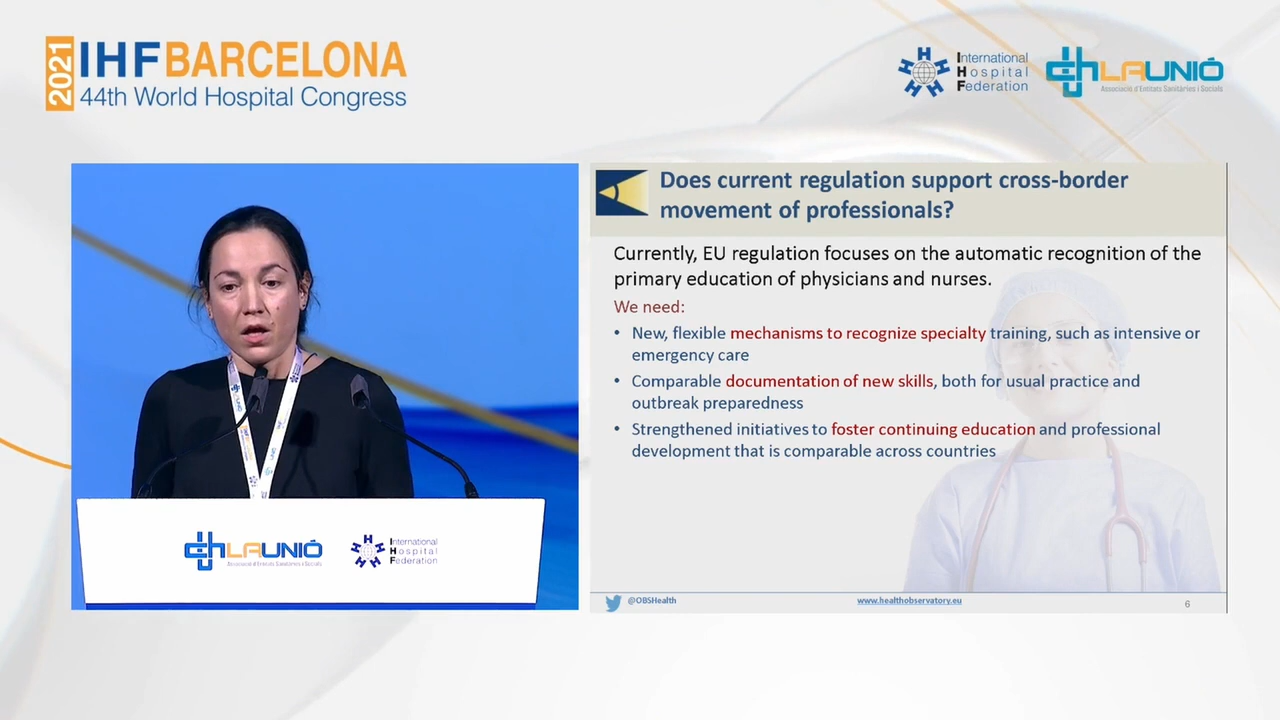 2021
IHF BARCELONA
44th World Hospital Congress
International
Hospital
Federation
LAUNIÓ
Associació d'Entitats Sanitàries i Socials
Does current regulation support cross-border
movement of professionals?
Currently, EU regulation focuses on the automatic recognition of the
primary education of physicians and nurses.
We need:
• New, flexible mechanisms to recognize specialty training, such as intensive or
emergency care
• Comparable documentation of new skills, both for usual practice and
outbreak preparedness
• Strengthened initiatives to foster continuing education and professional
development that is comparable across countries
@OBSHealth
www.healthobservatory.eu
6
LAUNIÓ
Associació d'Entitats Sanitàries i Socials
International
Hospital
Federation